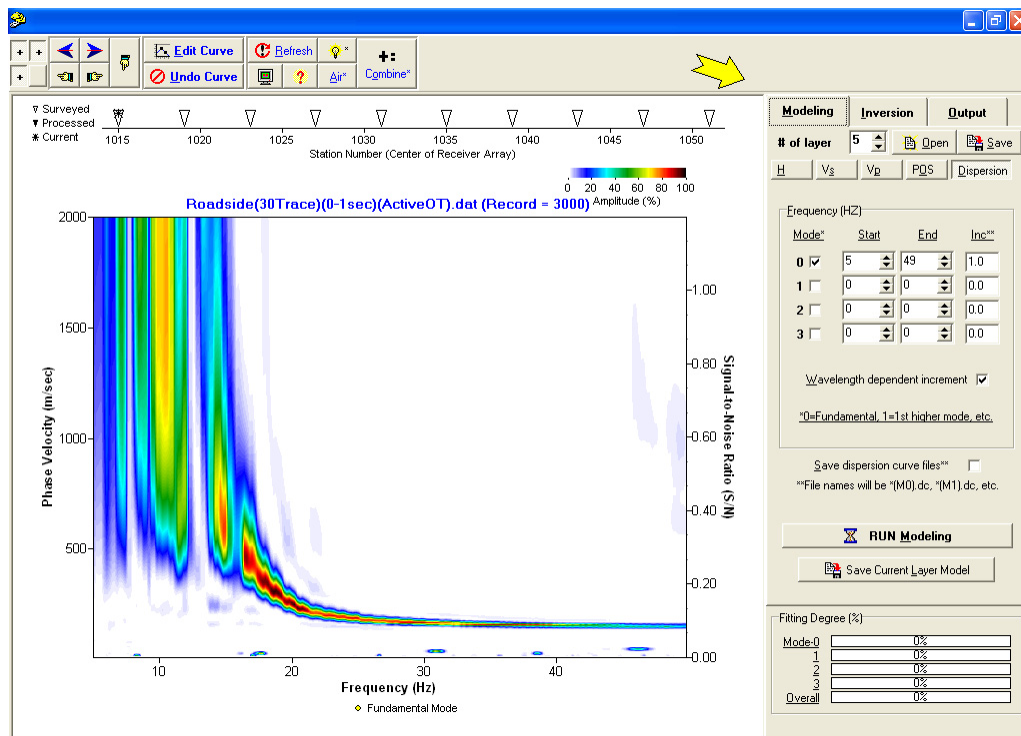 Edit Curve
Refresh
*
Combine*
Undo Curve
?
Air*
Surveyed
Processed
Current
1015 1020 1025 1030 1035 1040 1045 1050
Station Number (Center of Receiver Array)
0 20 40 60 80 100
Amplitude (%)
Roadside(30Trace)(0-1sec)(ActiveOT).dat (Record = 3000)
2000
1500
1000
500
Phase Velocity (m/sec)
1.00
0.80
0.60
0.40
0.20
0.00
Signal-to-Noise Ratio (S/N)
10 20 30 40
Frequency (Hz)
Fundamental Mode
Modeling Inversion Output
# of layer 5 Open Save
H Vs Vp POS Dispersion
Frequency (HZ)
Mode* Start End Inc**
0 5 49 1.0
1 0 0 0.0
2 0 0 0.0
3 0 0 0.0
Wavelength dependent increment
*0=Fundamental, 1=1st higher mode, etc.
Save dispersion curve files**
**File names will be *(M0).dc, *(M1).dc, etc.
RUN Modeling
Save Current Layer Model
Fitting Degree (%)
Mode-0 0%
1 0%
2 0%
3 0%
Overall 0%